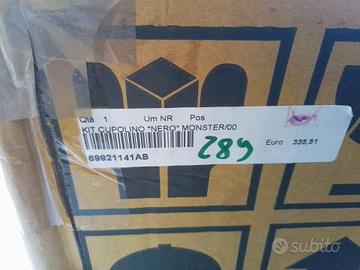 Qta 1 Um NR Pos
KIT CUPOLINO "NERO" MONSTER/00
289
Euro 335,51
69921141AB
subito